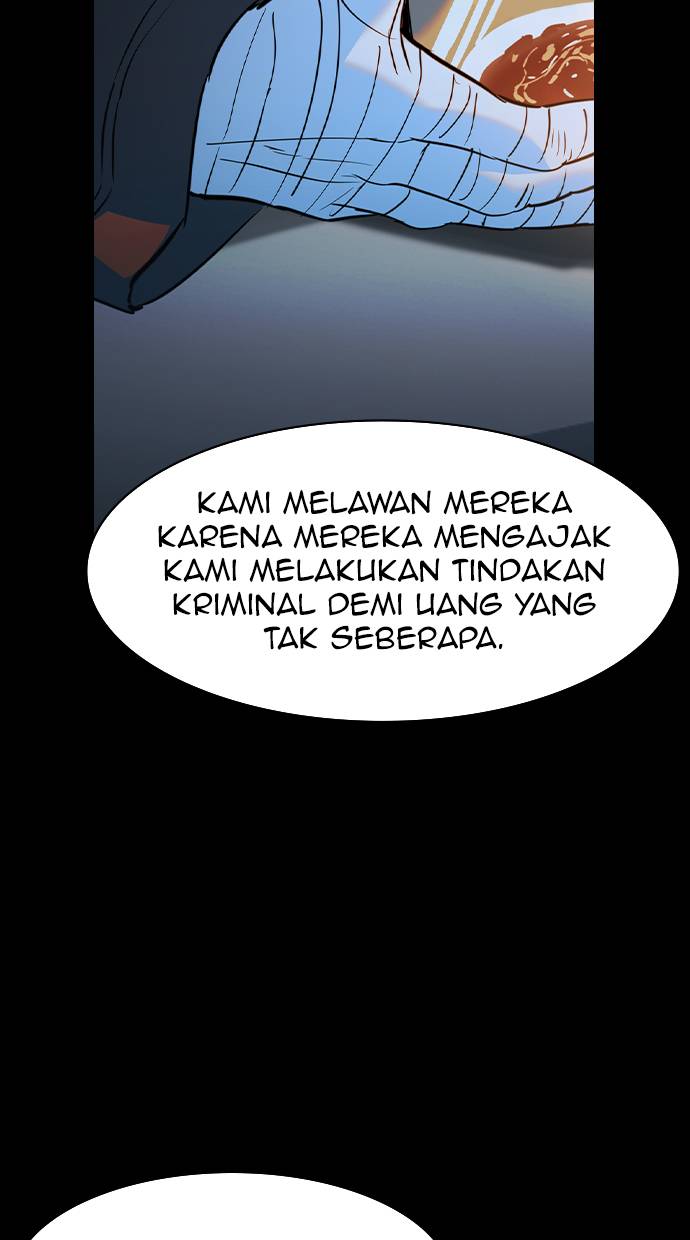 KAMI MELAWAN MEREKA
KARENA MEREKA MENGAJAK
KAMI MELAKUKAN TINDAKAN
KRIMINAL DEMI UANG YANG
TAK SEBERAPA.